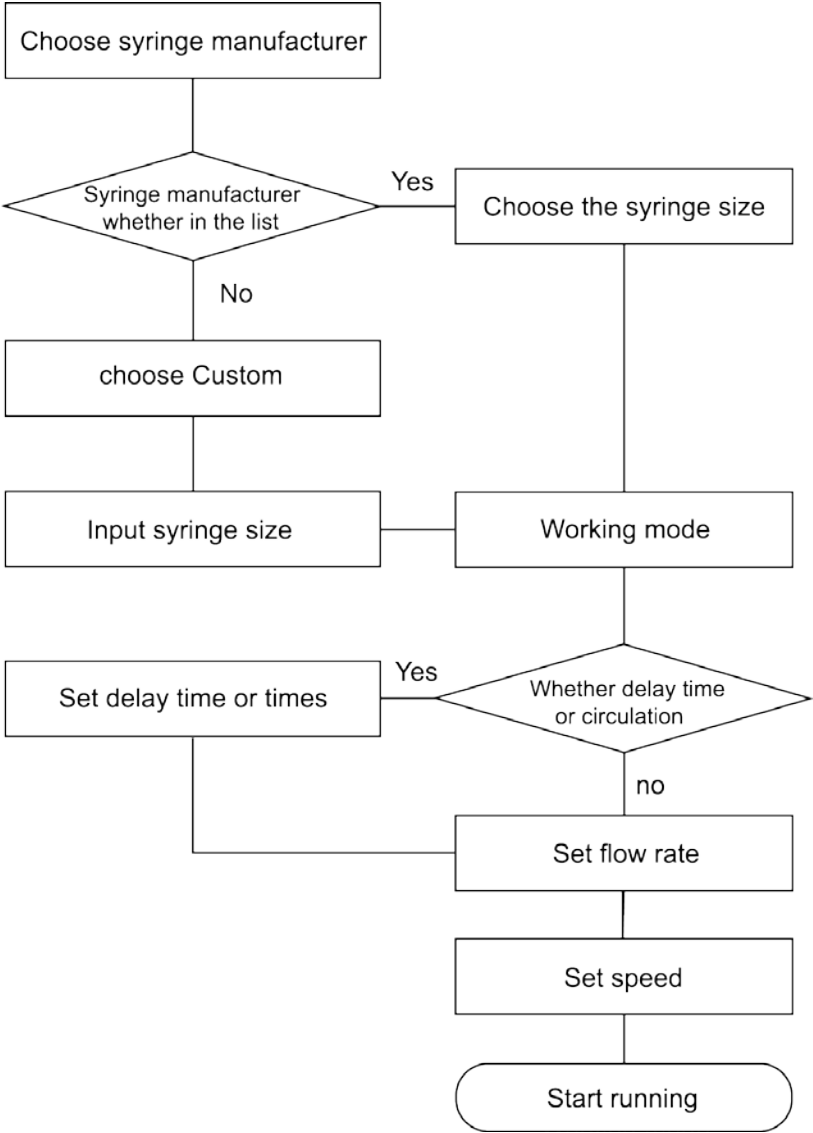 Choose syringe manufacturer
Syringe manufacturer
whether in the list
Yes
Choose the syringe size
No
choose Custom
Input syringe size
Working mode
Set delay time or times
Yes
Whether delay time
or circulation
no
Set flow rate
Set speed
Start running